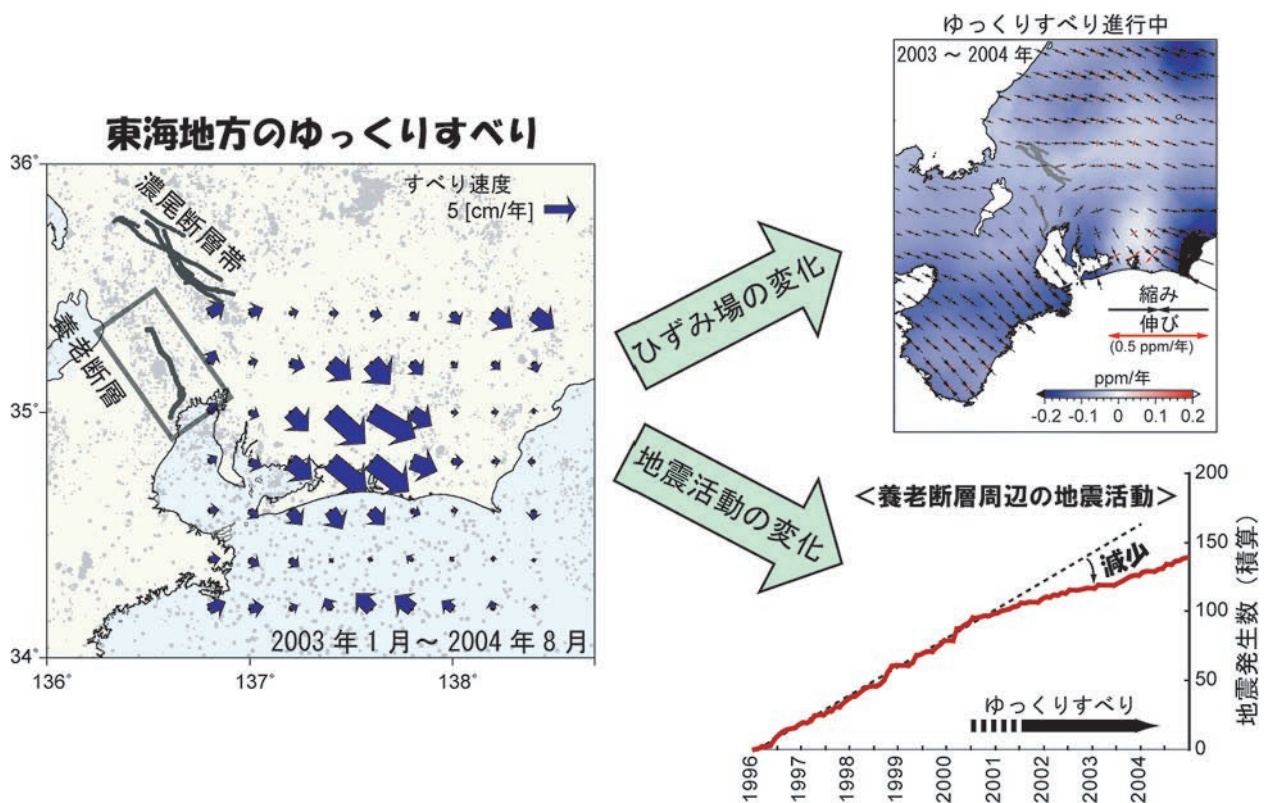 東海地方のゆっくりすべり
36°
35°
34°
136°
137°
138°
すべり速度
5 [cm/年]
濃尾断層帯
養老断層
2003 年 1 月～ 2004 年 8 月
ひずみ場の変化
地震活動の変化
ゆっくりすべり進行中
2003 ～ 2004 年
縮み
伸び
(0.5 ppm/年)
ppm/年
-0.2 -0.1 0 0.1 0.2
＜養老断層周辺の地震活動＞
減少
ゆっくりすべり
200
150
100
50
0
地震発生数（積算）
1996
1997
1998
1999
2000
2001
2002
2003
2004